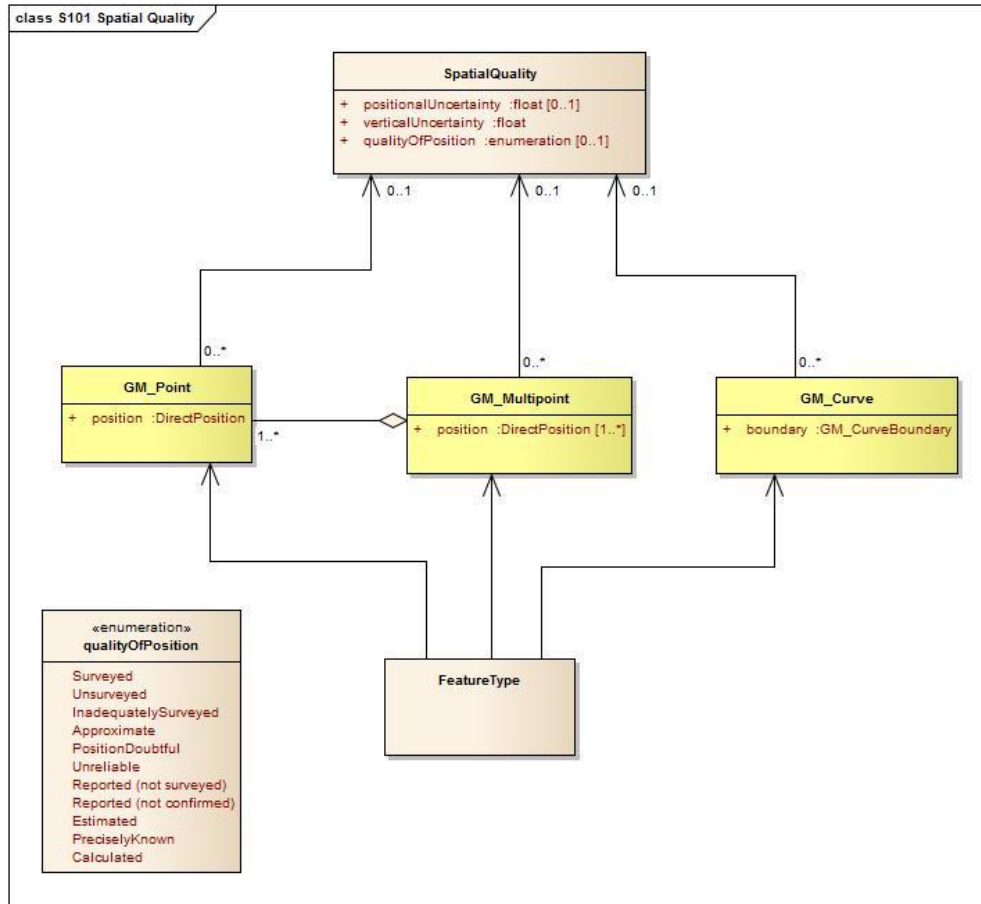 class S101 Spatial Quality
SpatialQuality
+ positionalUncertainty :float [0..1]
+ verticalUncertainty :float
+ qualityOfPosition :enumeration [0..1]
0..1
0..1
0..1
0..*
0..*
0..*
GM_Point
+ position :DirectPosition
1..*
GM_Multipoint
+ position :DirectPosition [1..*]
GM_Curve
+ boundary :GM_CurveBoundary
«enumeration»
qualityOfPosition
Surveyed
Unsurveyed
InadequatelySurveyed
Approximate
PositionDoubtful
Unreliable
Reported (not surveyed)
Reported (not confirmed)
Estimated
PreciselyKnown
Calculated
FeatureType